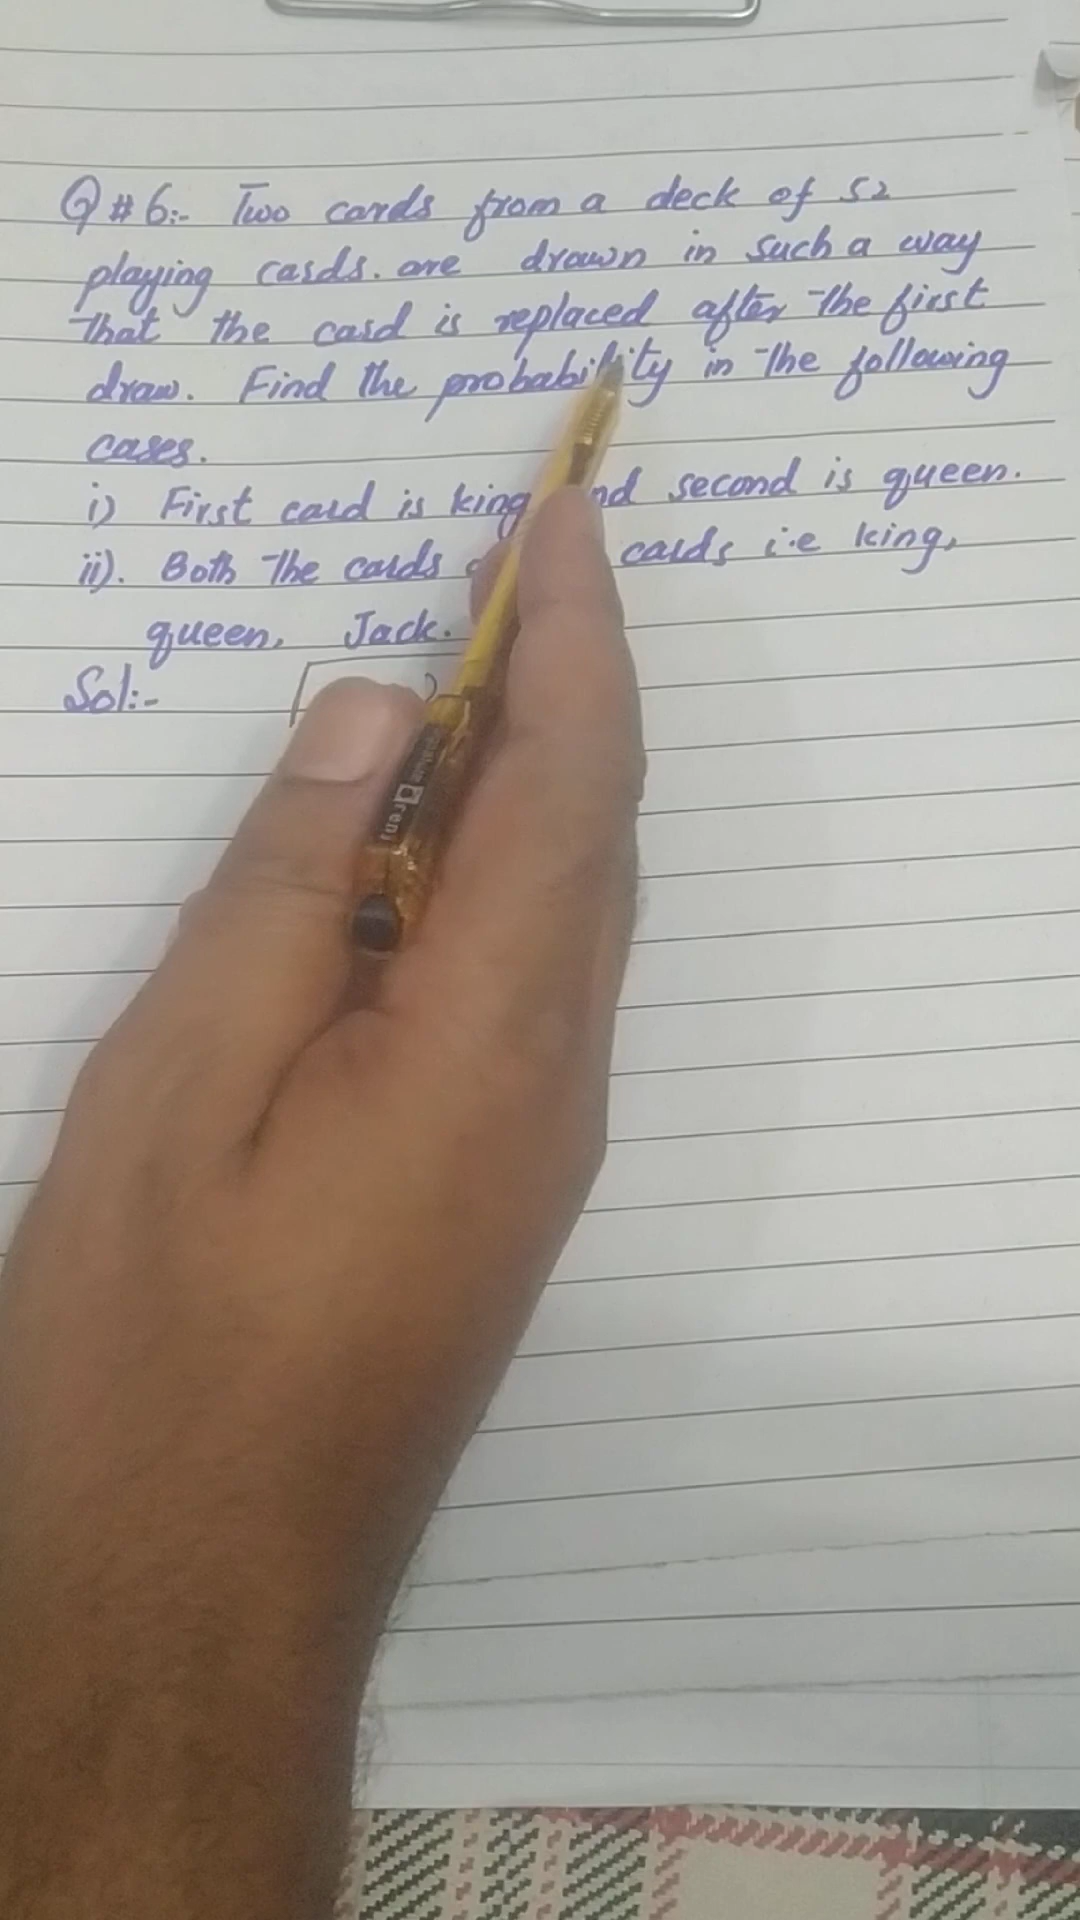 Q # 6:- Two cards from a deck of 52
playing cards. are drawn in such a way
that the card is replaced after the first
draw. Find the probability in the following
cases.
i) First card is king nd second is queen.
ii). Both the cards cards i.e king,
queen, Jack.
Sol:-